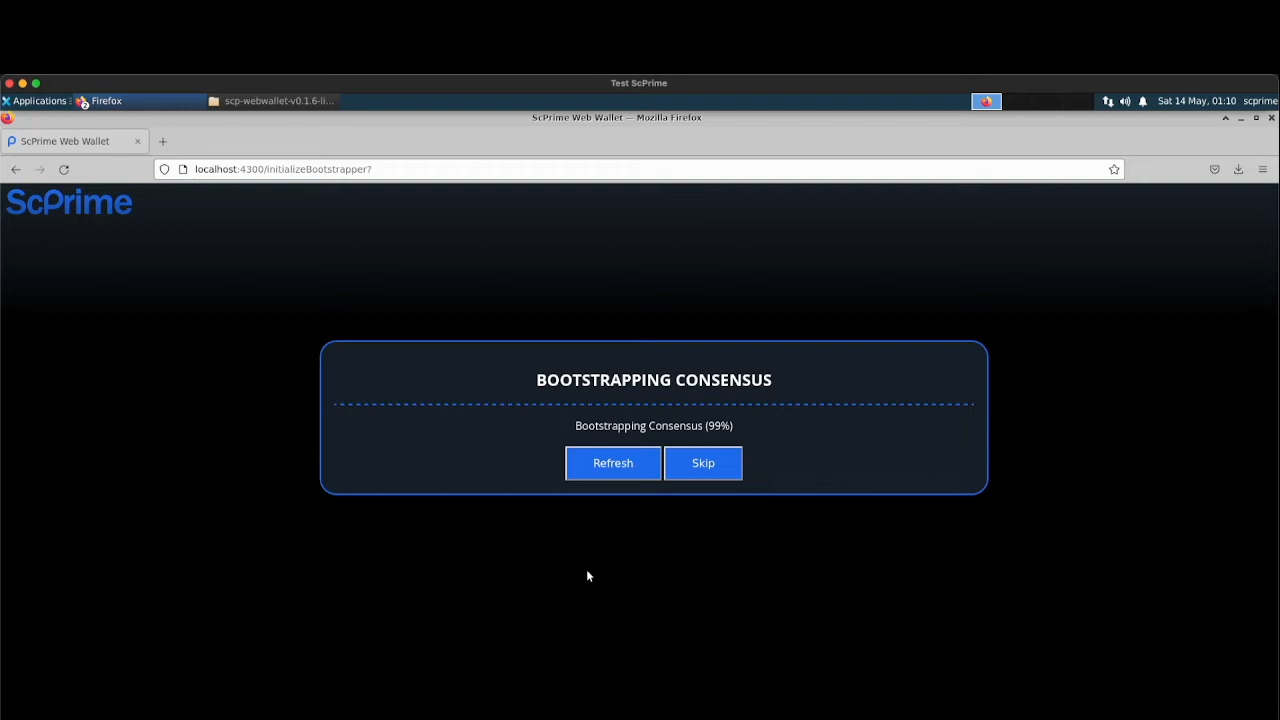 Test ScPrime
Applications Firefox scp-webwallet-v0.1.6-li... Sat 14 May, 01:10 scprime
ScPrime Web Wallet — Mozilla Firefox
ScPrime Web Wallet
localhost:4300/initializeBootstrapper?
ScPrime
BOOTSTRAPPING CONSENSUS
Bootstrapping Consensus (99%)
Refresh Skip